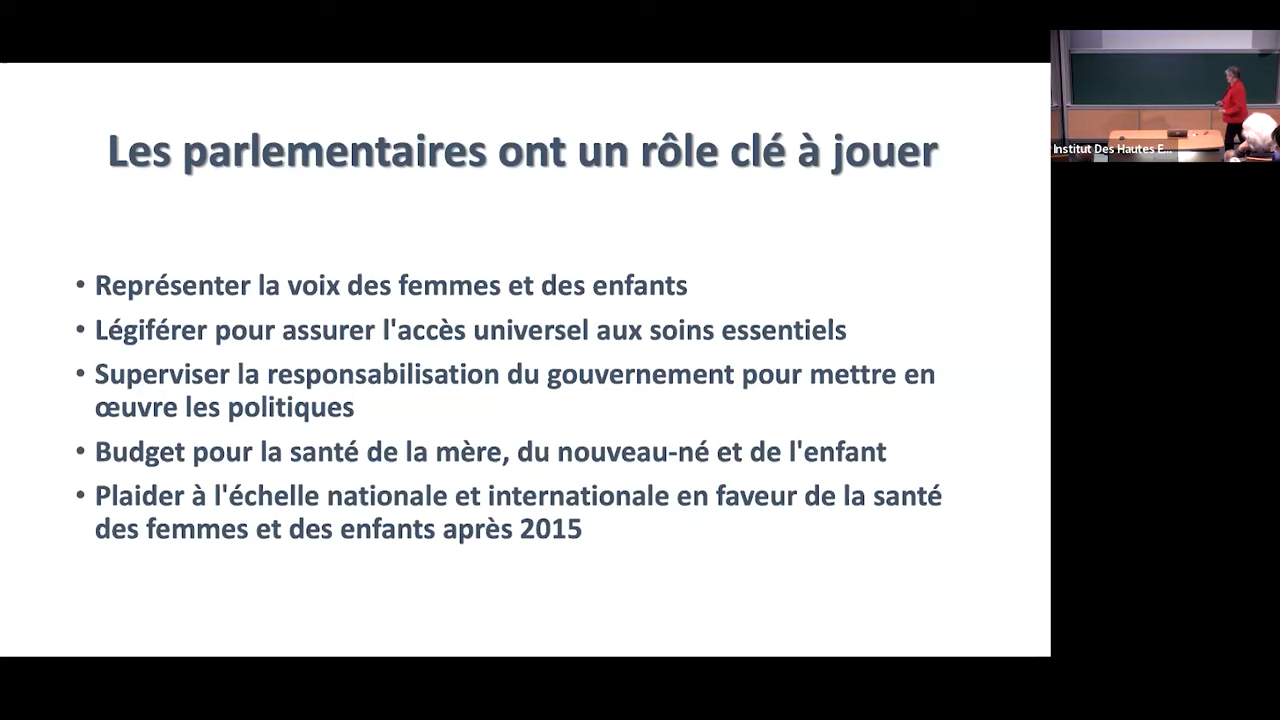 Les parlementaires ont un rôle clé à jouer
• Représenter la voix des femmes et des enfants
• Légiférer pour assurer l'accès universel aux soins essentiels
• Superviser la responsabilisation du gouvernement pour mettre en
œuvre les politiques
• Budget pour la santé de la mère, du nouveau-né et de l'enfant
• Plaider à l'échelle nationale et internationale en faveur de la santé
des femmes et des enfants après 2015
Institut Des Hautes E...